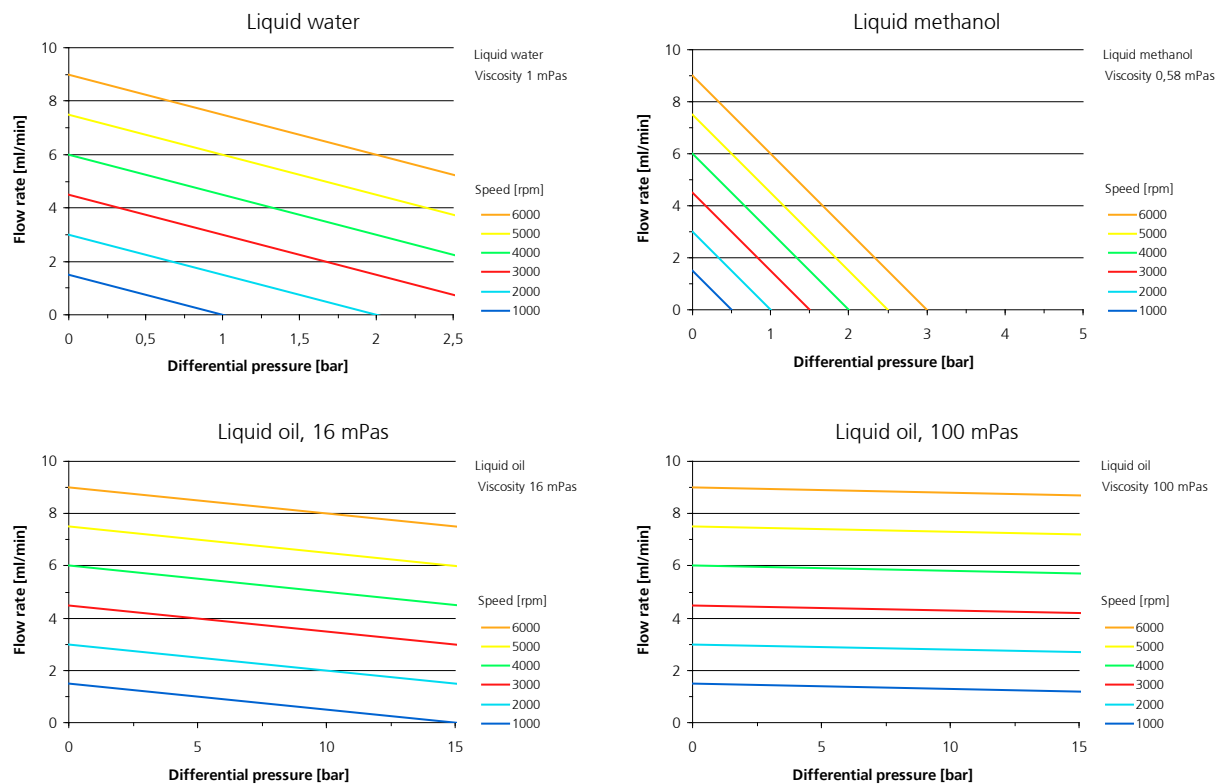 Liquid water
Liquid water
Viscosity 1 mPas
Flow rate [ml/min]
10
8
6
4
2
0
0 0,5 1 1,5 2 2,5
Differential pressure [bar]
Speed [rpm]
6000
5000
4000
3000
2000
1000
Liquid methanol
Liquid methanol
Viscosity 0,58 mPas
Flow rate [ml/min]
10
8
6
4
2
0
0 1 2 3 4 5
Differential pressure [bar]
Speed [rpm]
6000
5000
4000
3000
2000
1000
Liquid oil, 16 mPas
Liquid oil
Viscosity 16 mPas
Flow rate [ml/min]
10
8
6
4
2
0
0 5 10 15
Differential pressure [bar]
Speed [rpm]
6000
5000
4000
3000
2000
1000
Liquid oil, 100 mPas
Liquid oil
Viscosity 100 mPas
Flow rate [ml/min]
10
8
6
4
2
0
0 5 10 15
Differential pressure [bar]
Speed [rpm]
6000
5000
4000
3000
2000
1000